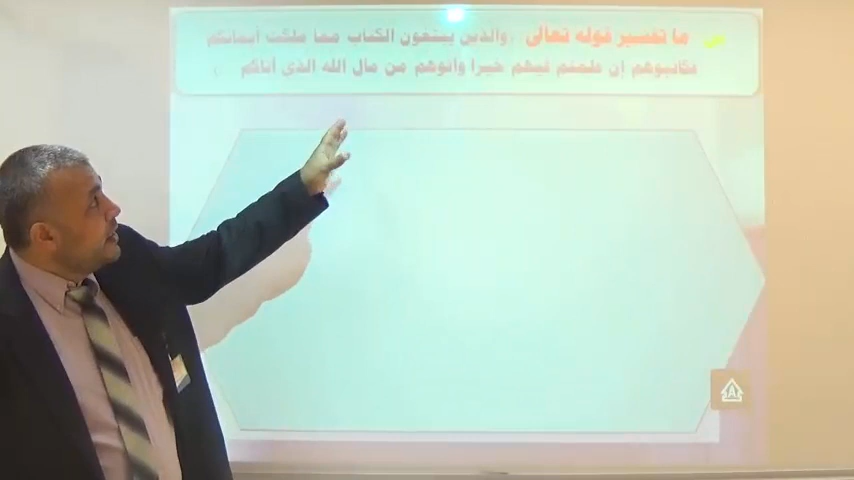 س ما تفسير قوله تعالى (والذين يبتغون الكتاب مما ملكت أيمانكم
فكاتبوهم إن علمتم فيهم خيرا وآتوهم من مال الله الذي آتاكم )
A